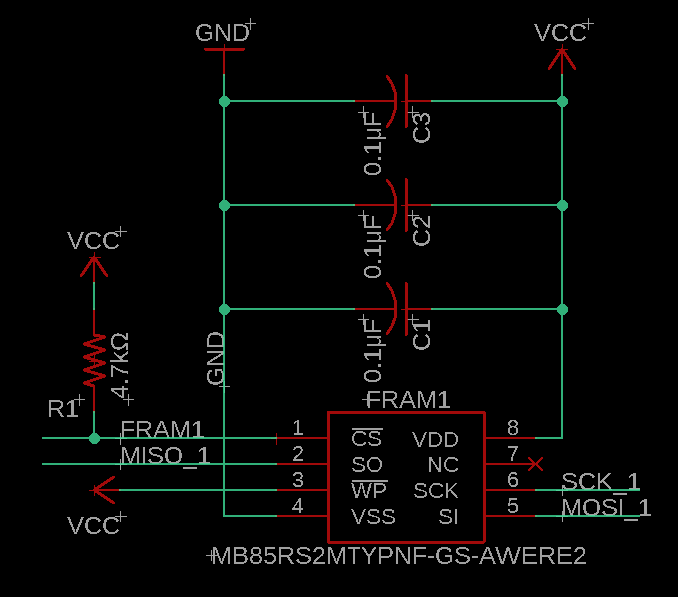 GND
VCC
0.1µF
C3
0.1µF
C2
VCC
0.1µF
C1
GND
4.7kΩ
R1
FRAM1
FRAM1
MISO_1
VCC
1
2
3
4
CS
SO
WP
VSS
VDD
NC
SCK
SI
8
7
6
5
SCK_1
MOSI_1
MB85RS2MTYPNF-GS-AWERE2